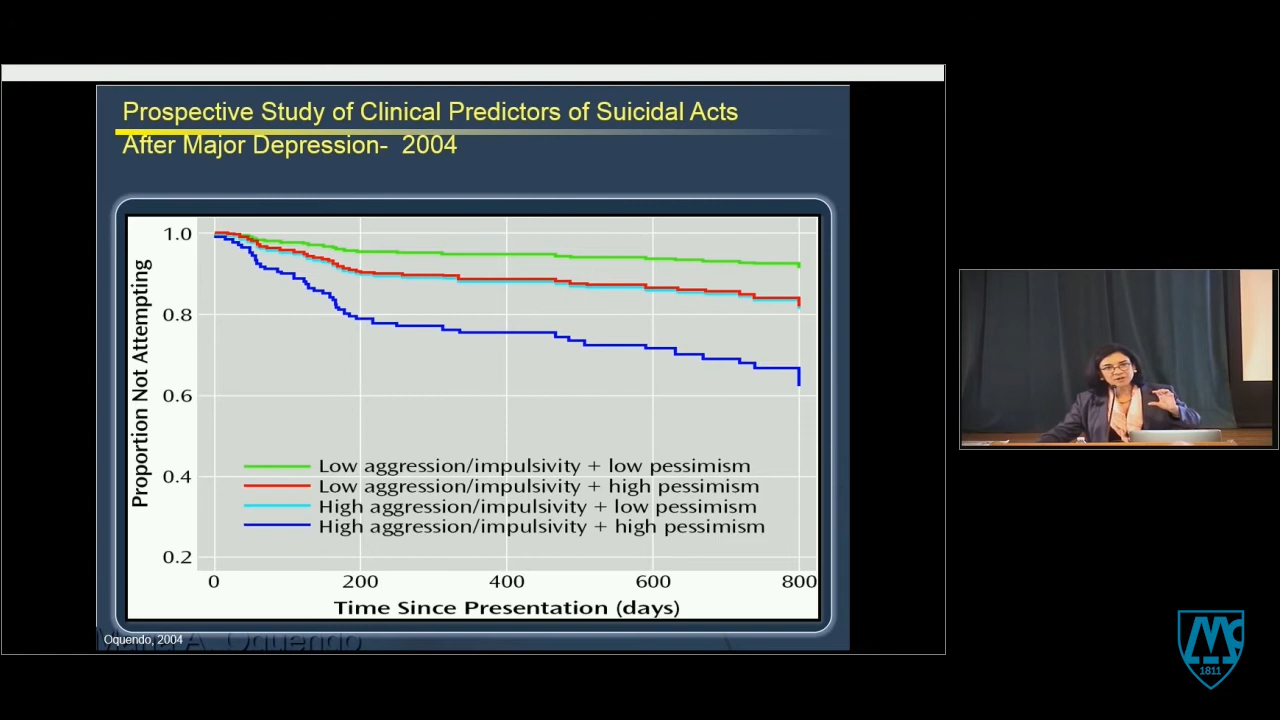 Prospective Study of Clinical Predictors of Suicidal Acts
After Major Depression- 2004
Proportion Not Attempting
1.0
0.8
0.6
0.4
0.2
Low aggression/impulsivity + low pessimism
Low aggression/impulsivity + high pessimism
High aggression/impulsivity + low pessimism
High aggression/impulsivity + high pessimism
0 200 400 600 800
Time Since Presentation (days)
Oquendo, 2004
A. Oquendo
1811